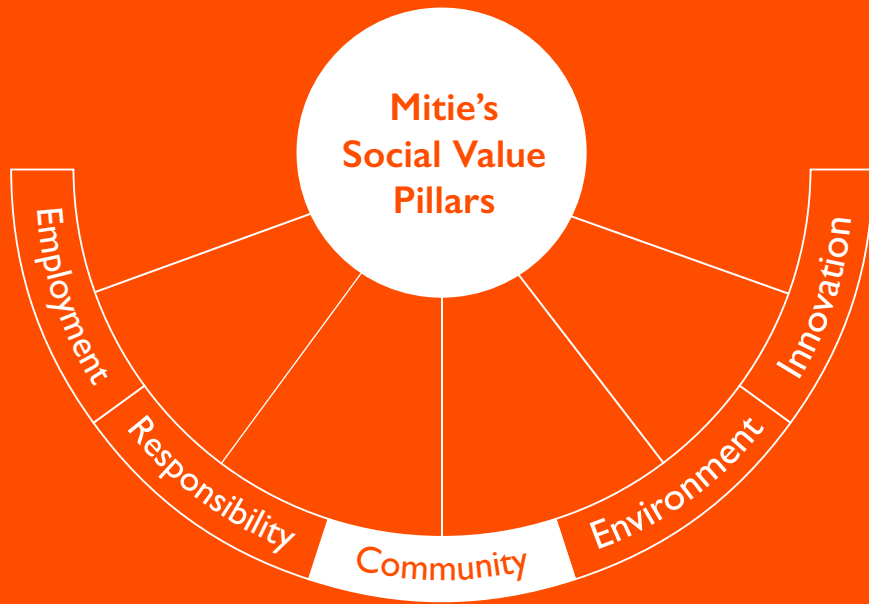 Mitie's
Social Value
Pillars
Employment
Responsibility
Community
Environment
Innovation